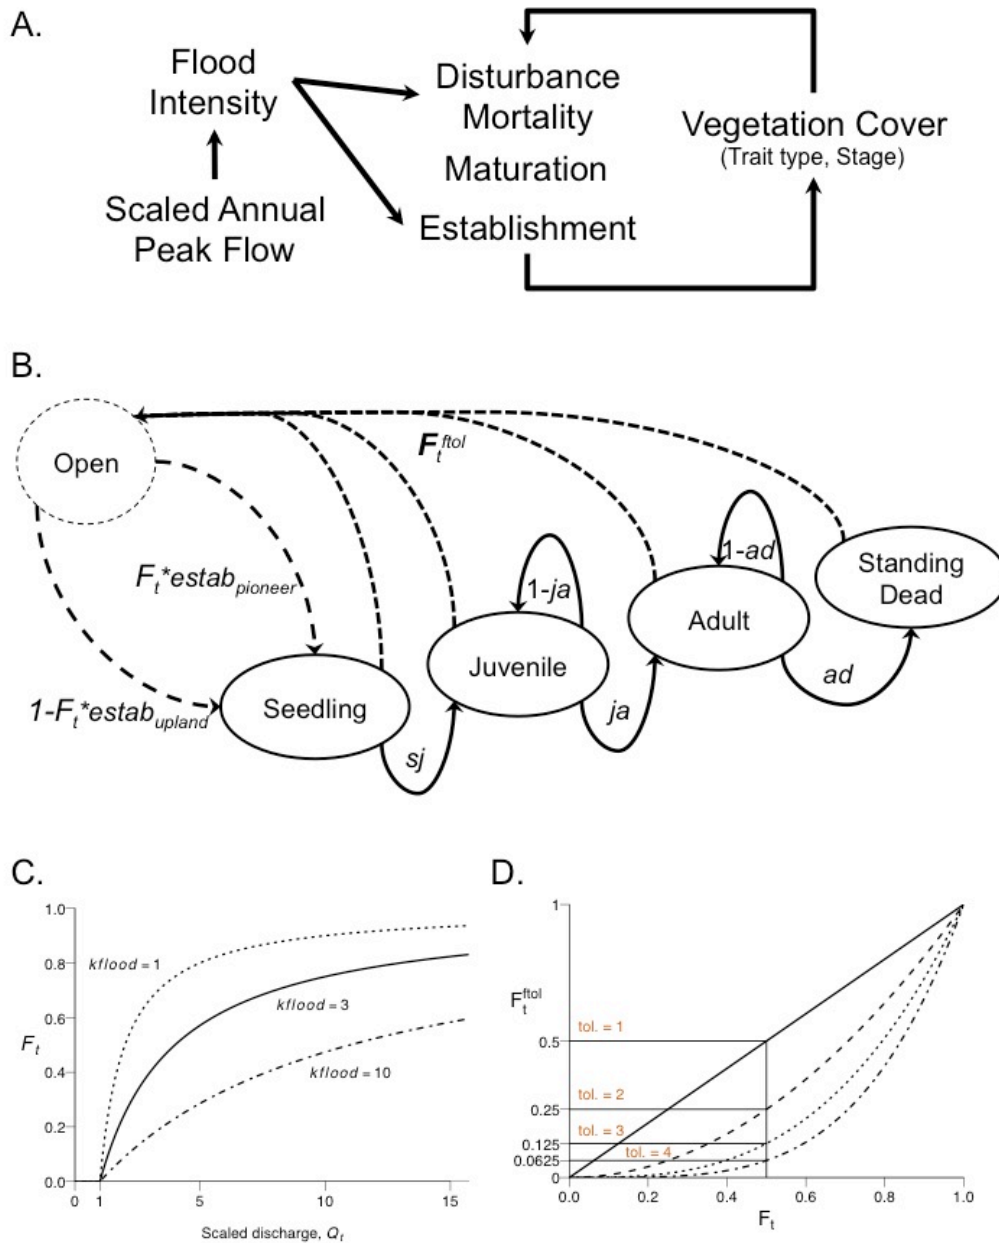 A.
Flood
Intensity
Scaled Annual
Peak Flow
Disturbance
Mortality
Maturation
Establishment
Vegetation Cover
(Trait type, Stage)
B.
Open
F_t^ftol
F_t*estab_pioneer
1-F_t*estab_upland
Seedling
sj
Juvenile
1-ja
ja
Adult
1-ad
ad
Standing
Dead
C.
1.0
0.8
0.6
F_t
0.4
0.2
0.0
kflood = 1
kflood = 3
kflood = 10
0 1 5 10 15
Scaled discharge, Q_t
D.
1
F_t^ftol
0.5
0.25
0.125
0.0625
0
tol. = 1
tol. = 2
tol. = 3
tol. = 4
0.0 0.2 0.4 0.6 0.8 1.0
F_t